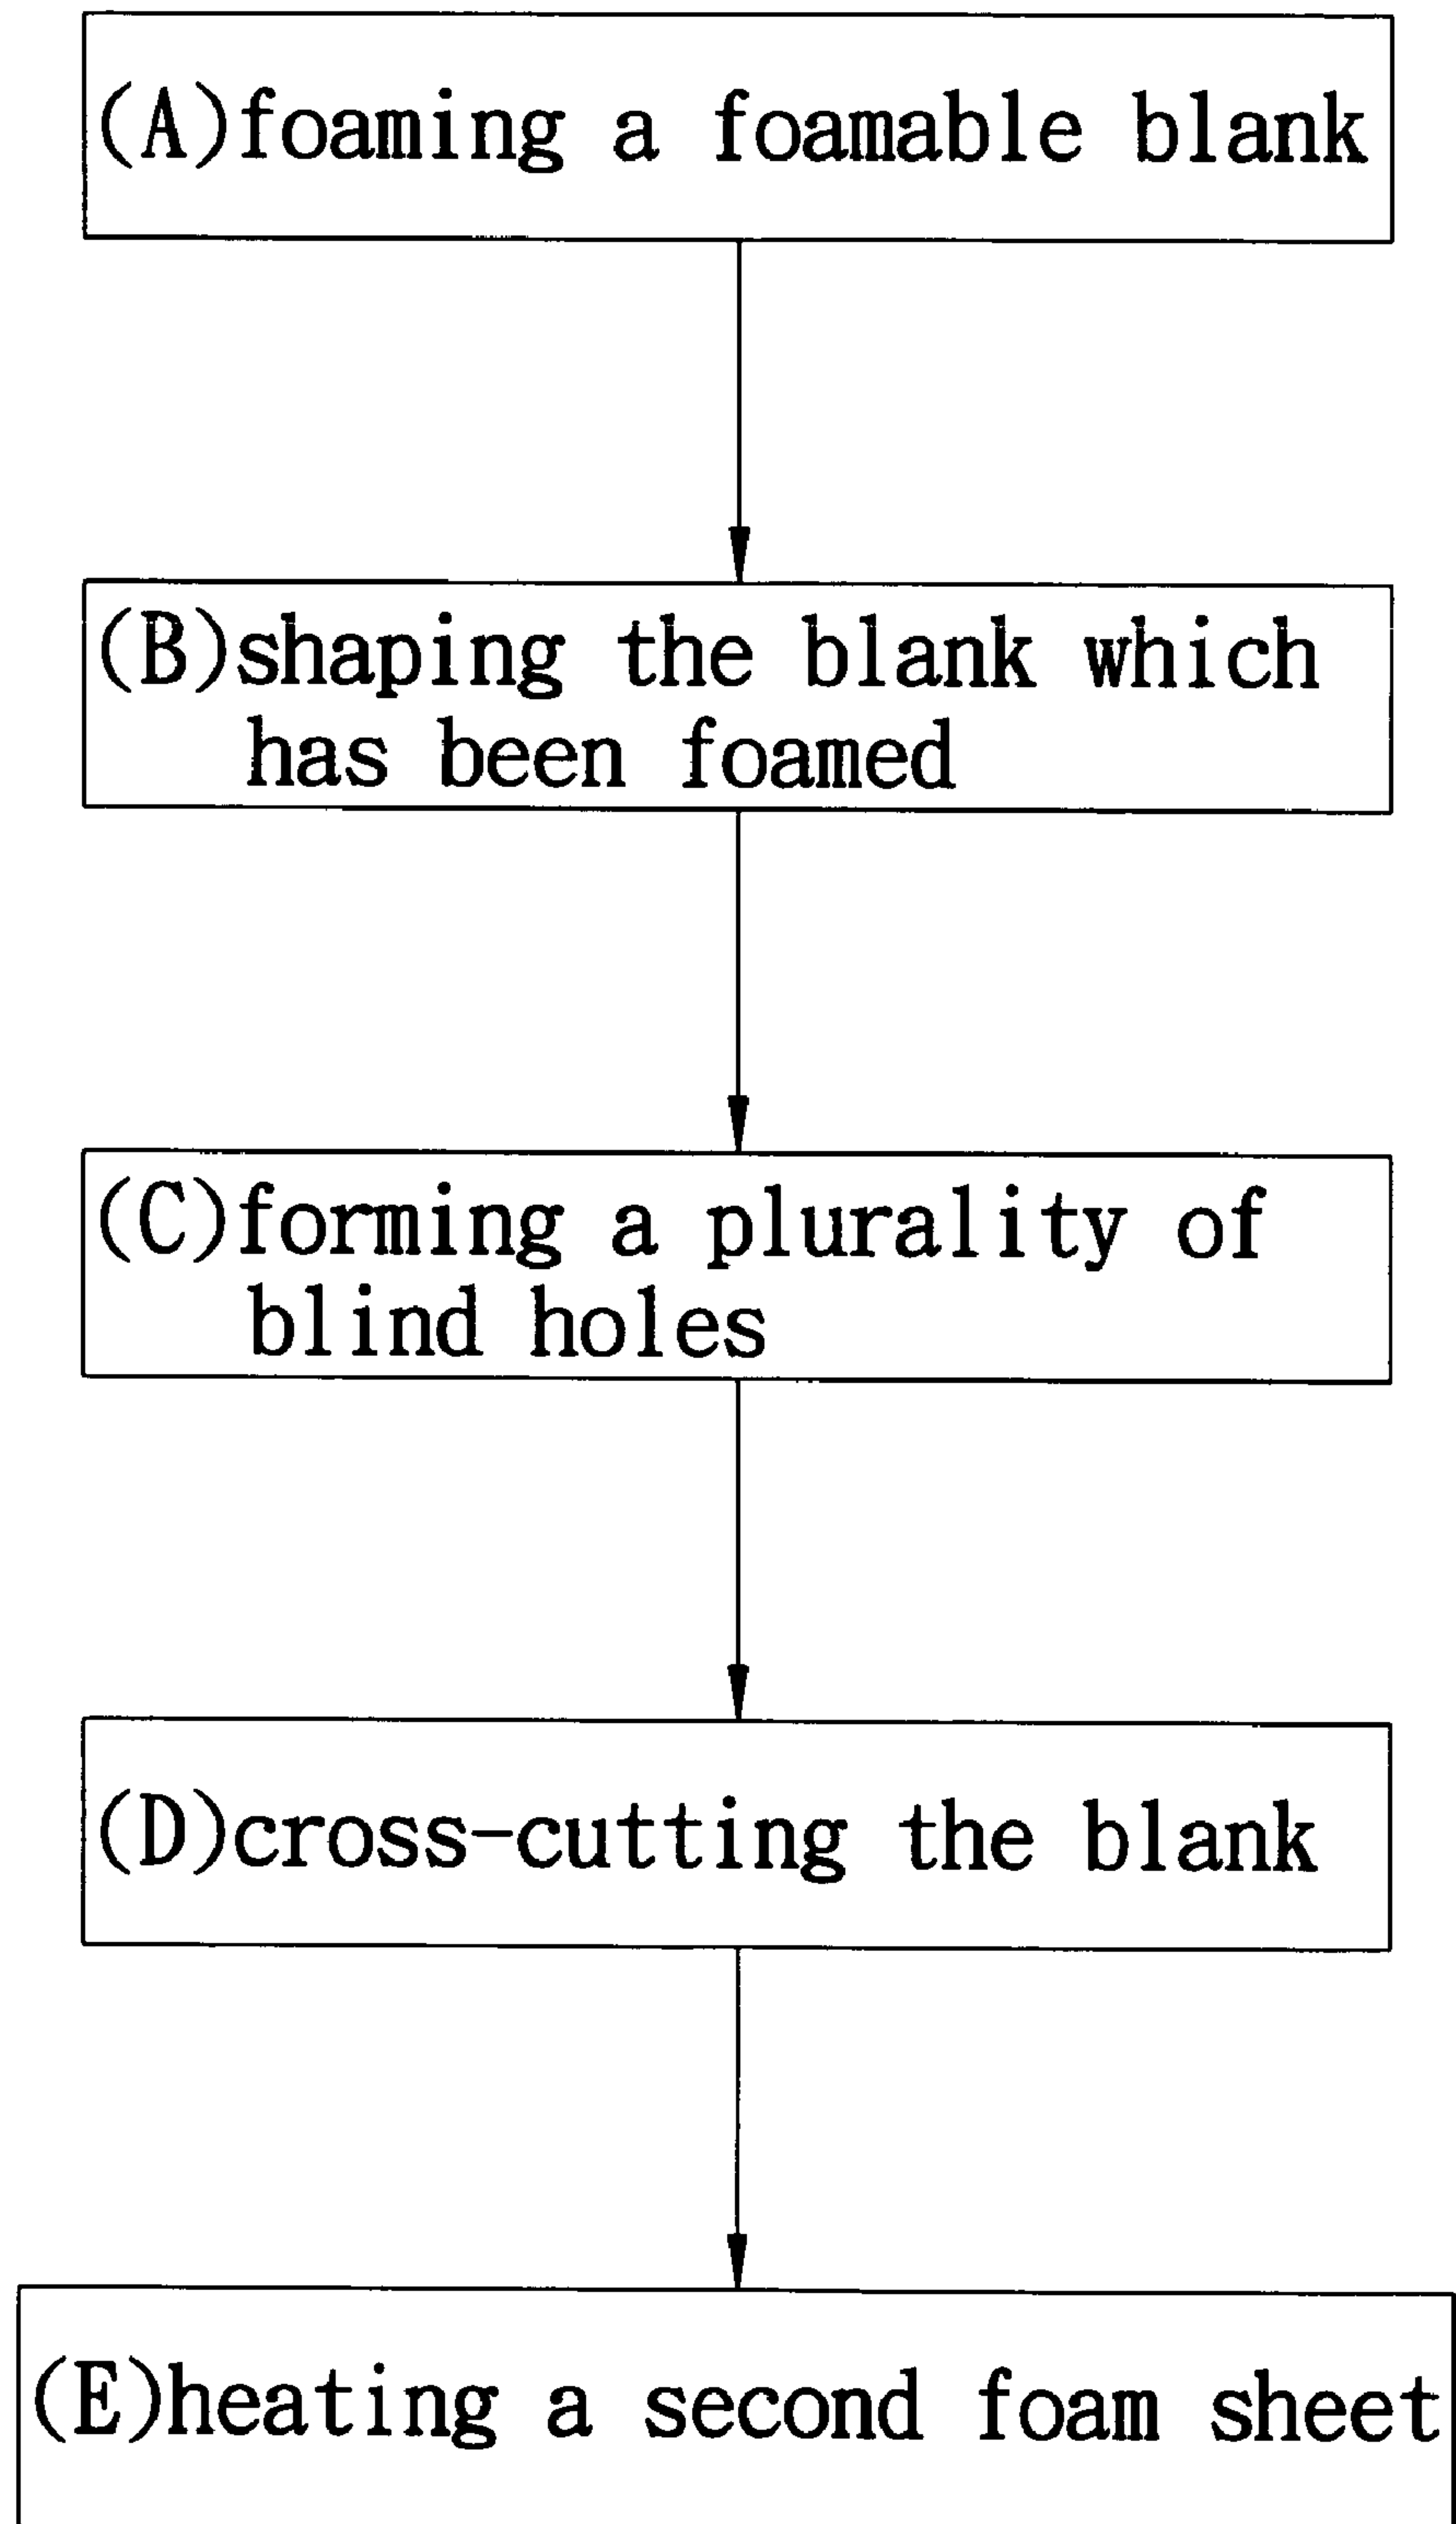 (A)foaming a foamable blank
(B)shaping the blank which
has been foamed
(C)forming a plurality of
blind holes
(D)cross-cutting the blank
(E)heating a second foam sheet